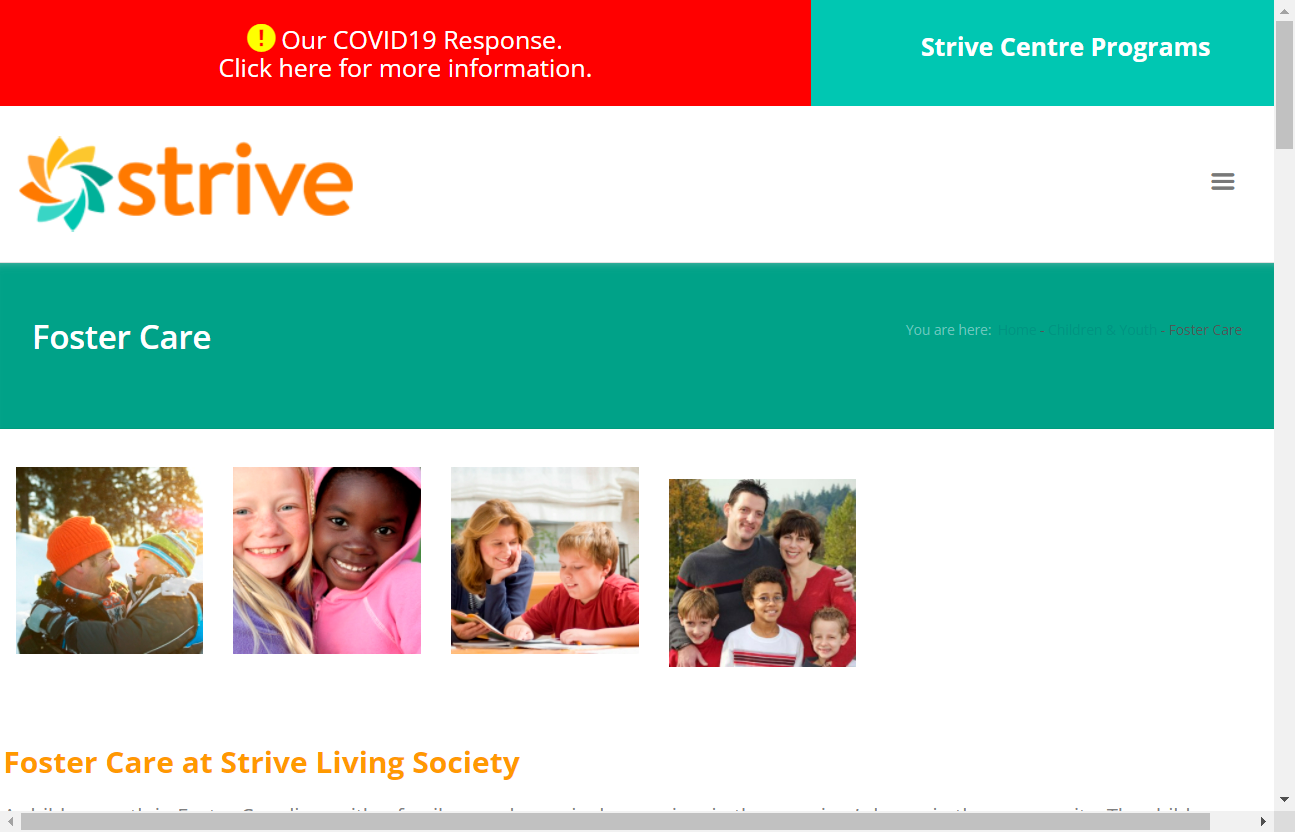 Our COVID19 Response.
Click here for more information.
Strive Centre Programs
strive
Foster Care
You are here: Home - Children & Youth - Foster Care
Foster Care at Strive Living Society